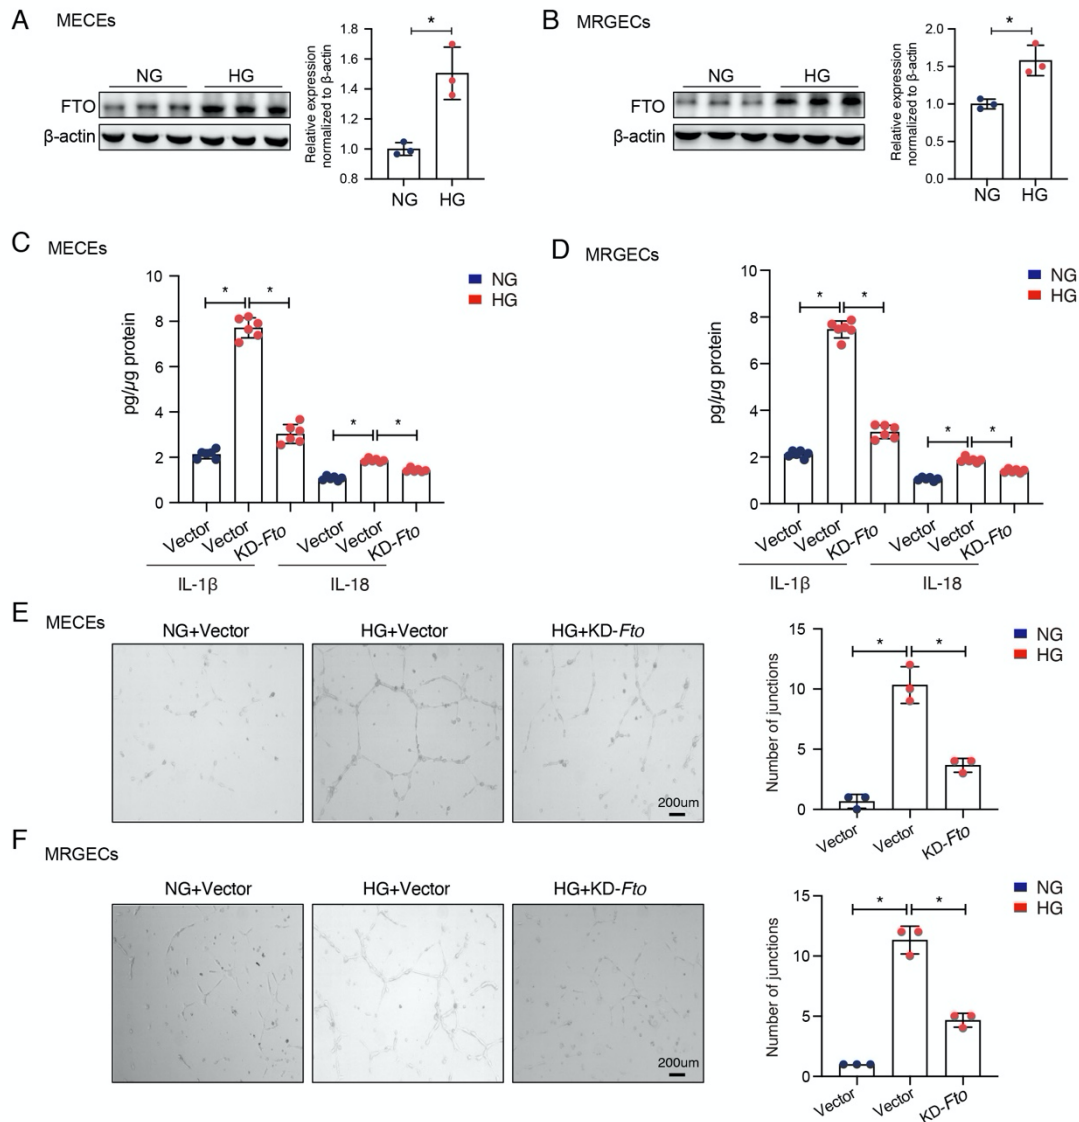 A MECEs
NG HG
FTO
β-actin
Relative expression
normalized to β-actin
1.8
1.6
1.4
1.2
1.0
0.8
*
NG HG
B MRGECs
NG HG
FTO
β-actin
Relative expression
normalized to β-actin
2.0
1.5
1.0
0.5
0.0
*
NG HG
C MECEs
pg/µg protein
10
8
6
4
2
0
* * * *
NG
HG
Vector Vector KD-Fto Vector Vector KD-Fto
IL-1β IL-18
D MRGECs
pg/µg protein
10
8
6
4
2
0
* * * *
NG
HG
Vector Vector KD-Fto Vector Vector KD-Fto
IL-1β IL-18
E MECEs
NG+Vector HG+Vector HG+KD-Fto
200um
Number of junctions
15
10
5
0
* *
NG
HG
Vector Vector KD-Fto
F MRGECs
NG+Vector HG+Vector HG+KD-Fto
200um
Number of junctions
15
10
5
0
* *
NG
HG
Vector Vector KD-Fto